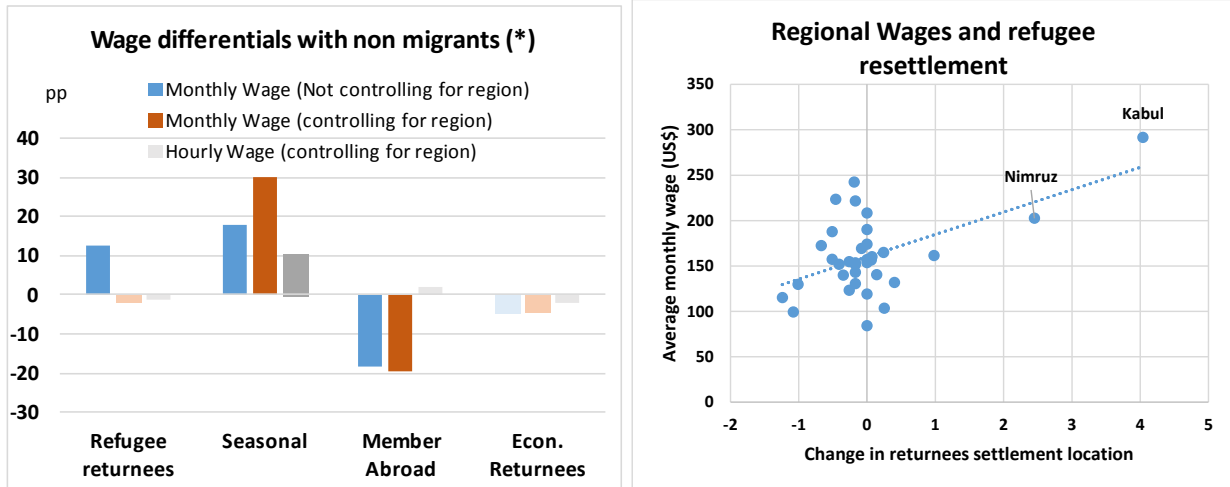 Wage differentials with non migrants (*)
pp
Monthly Wage (Not controlling for region)
Monthly Wage (controlling for region)
Hourly Wage (controlling for region)
40
30
20
10
0
-10
-20
-30
Refugee
returnees
Seasonal
Member
Abroad
Econ.
Returnees
Regional Wages and refugee
resettlement
Average monthly wage (US$)
350
300
250
200
150
100
50
0
Kabul
Nimruz
-2 -1 0 1 2 3 4 5
Change in returnees settlement location